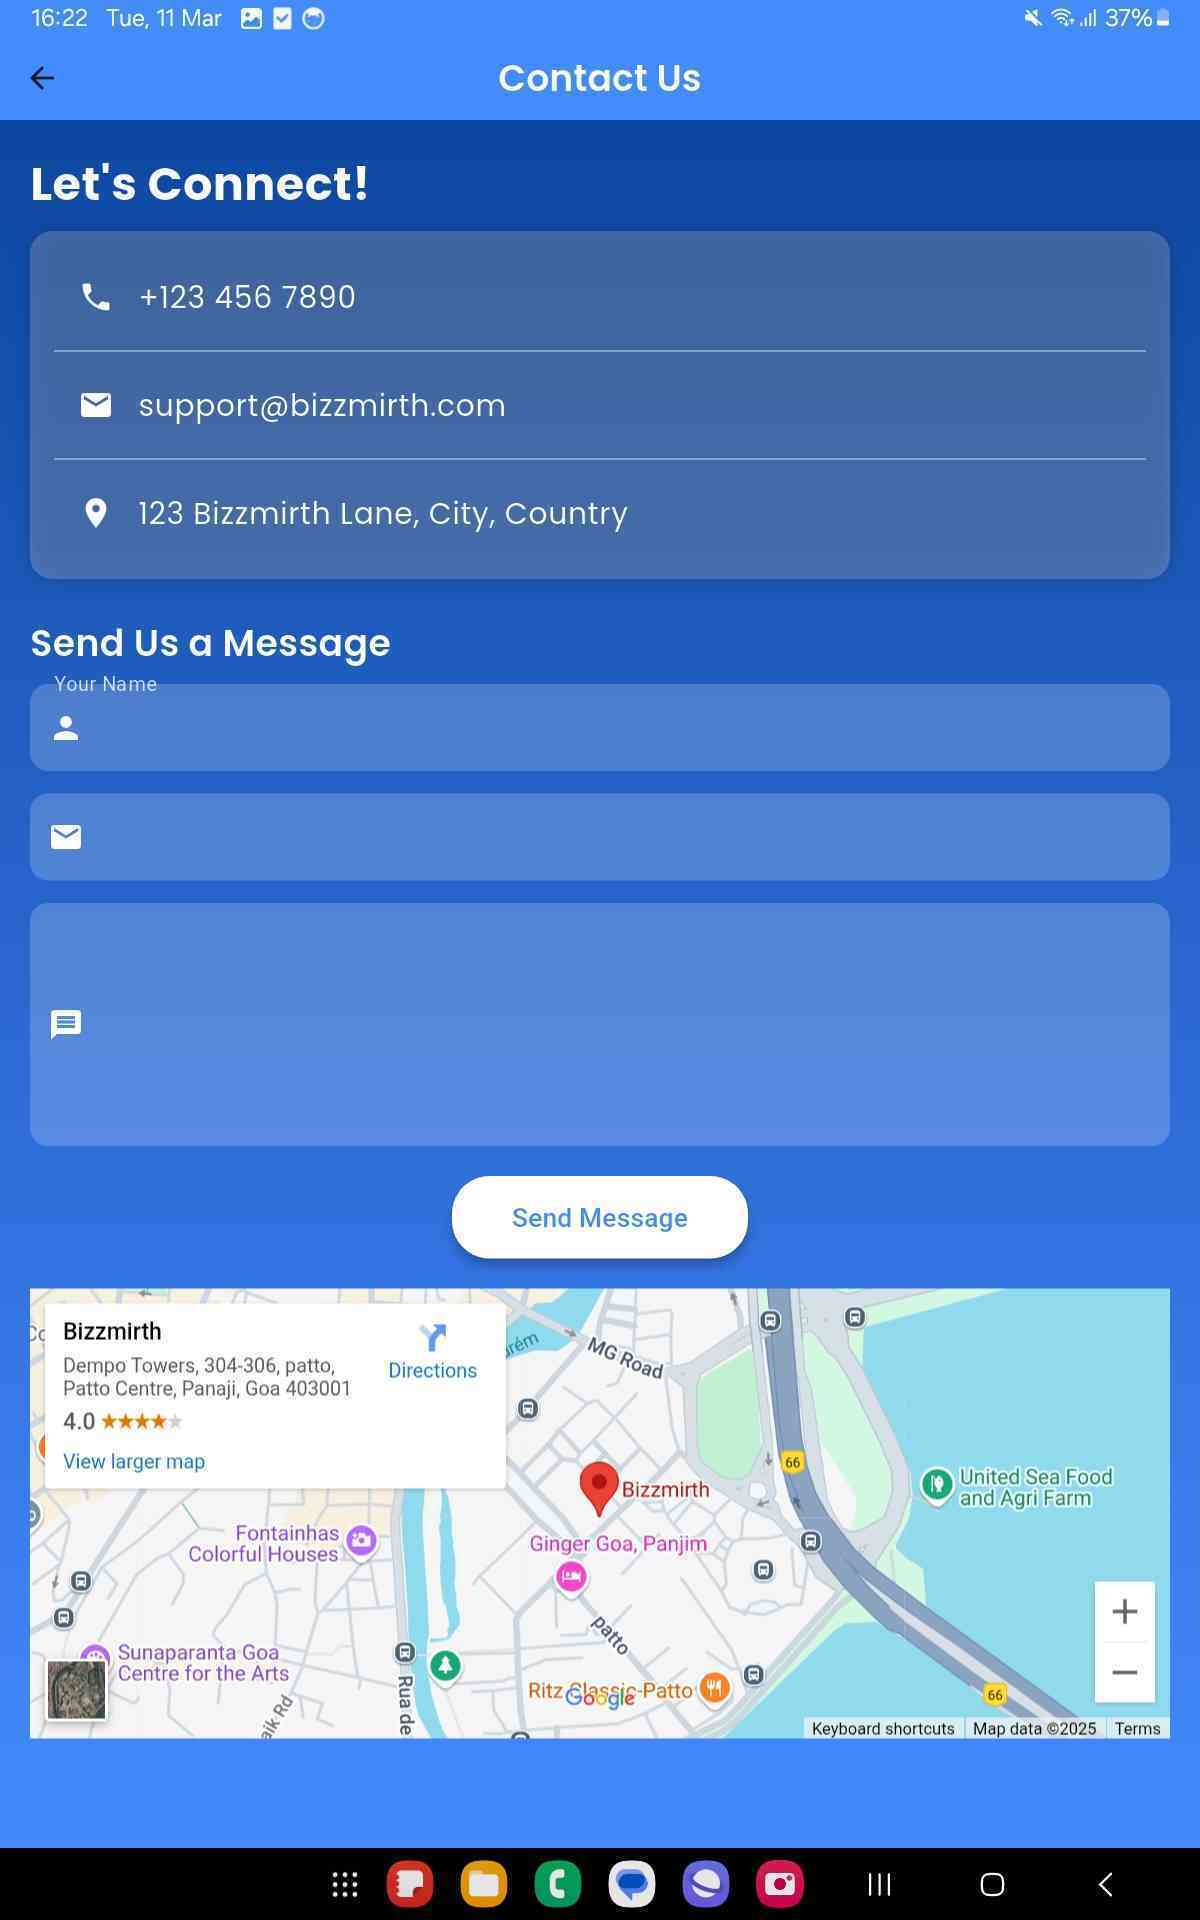 16:22 Tue, 11 Mar
37%
Contact Us
Let's Connect!
+123 456 7890
support@bizzmirth.com
123 Bizzmirth Lane, City, Country
Send Us a Message
Your Name
Send Message
Bizzmirth
Dempo Towers, 304-306, patto,
Patto Centre, Panaji, Goa 403001
Directions
4.0
View larger map
MG Road
66
United Sea Food
and Agri Farm
Bizzmirth
Fontainhas
Colorful Houses
Ginger Goa, Panjim
patto
Sunaparanta Goa
Centre for the Arts
Ritz Classic-Patto
Google
Rua de
66
Rd
Keyboard shortcuts
Map data ©2025
Terms